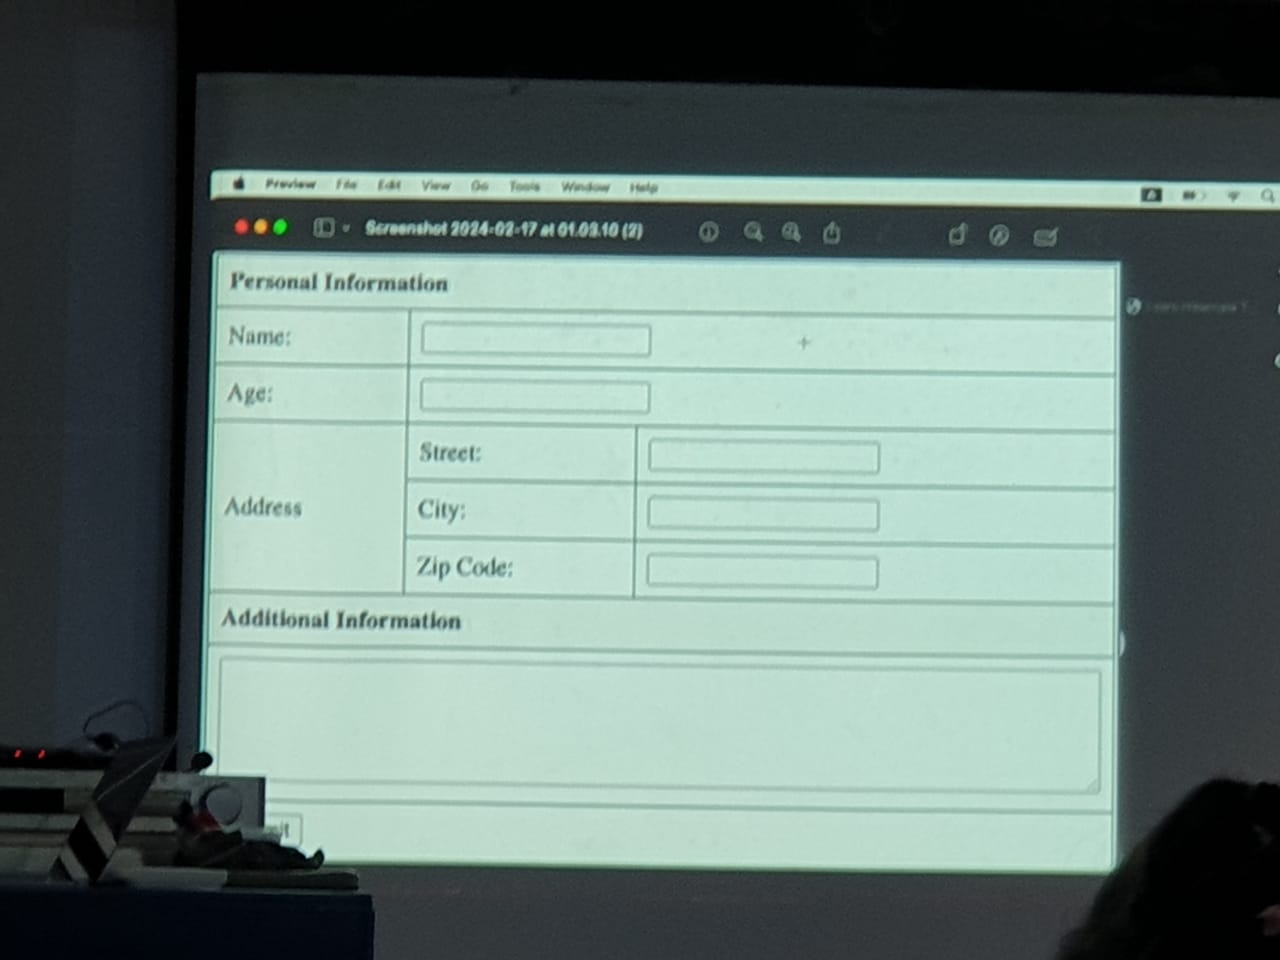 Preview File Edit View Go Tools Window Help
Screenshot 2024-02-17 at 01.03.10 (2)
Personal Information
Name:
Age:
Address
Street:
City:
Zip Code:
Additional Information